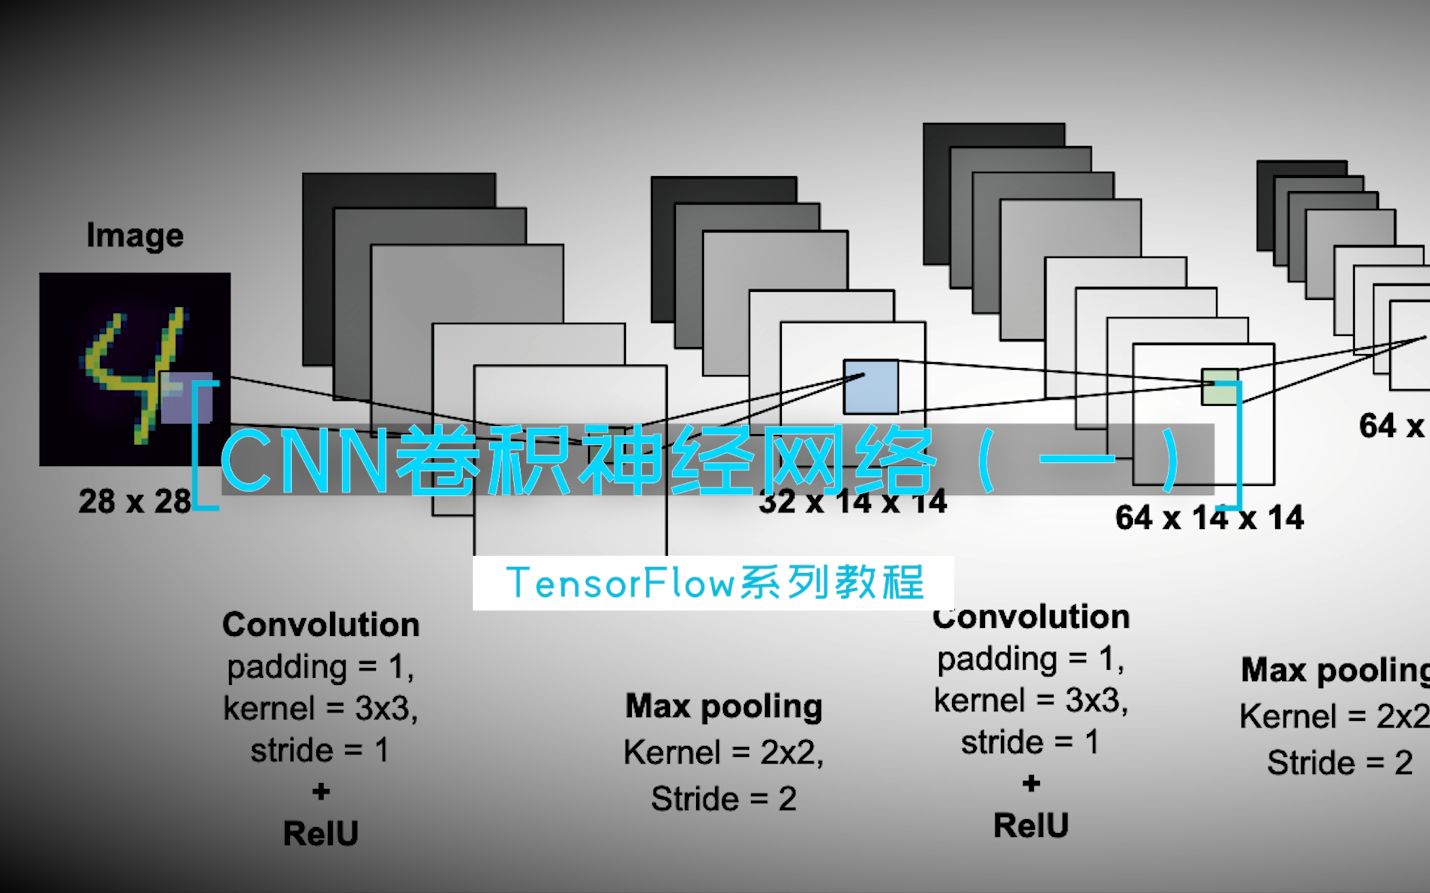 Image
28 x 28
CNN卷积神经网络（一）
32 x 14 x 14
64 x 14 x 14
64 x
TensorFlow系列教程
Convolution
padding = 1,
kernel = 3x3,
stride = 1
+
RelU
Max pooling
Kernel = 2x2,
Stride = 2
Convolution
padding = 1,
kernel = 3x3,
stride = 1
+
RelU
Max pooling
Kernel = 2x2
Stride = 2